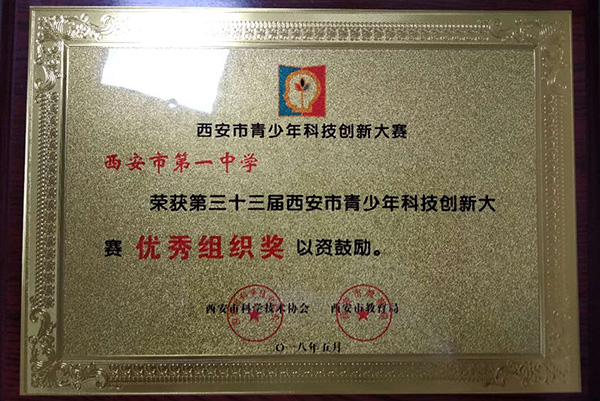 西安市青少年科技创新大赛
西安市第一中学
荣获第三十三届西安市青少年科技创新大
赛 优秀组织奖 以资鼓励。
西安市科学技术协会 西安市教育局
〇一八年五月